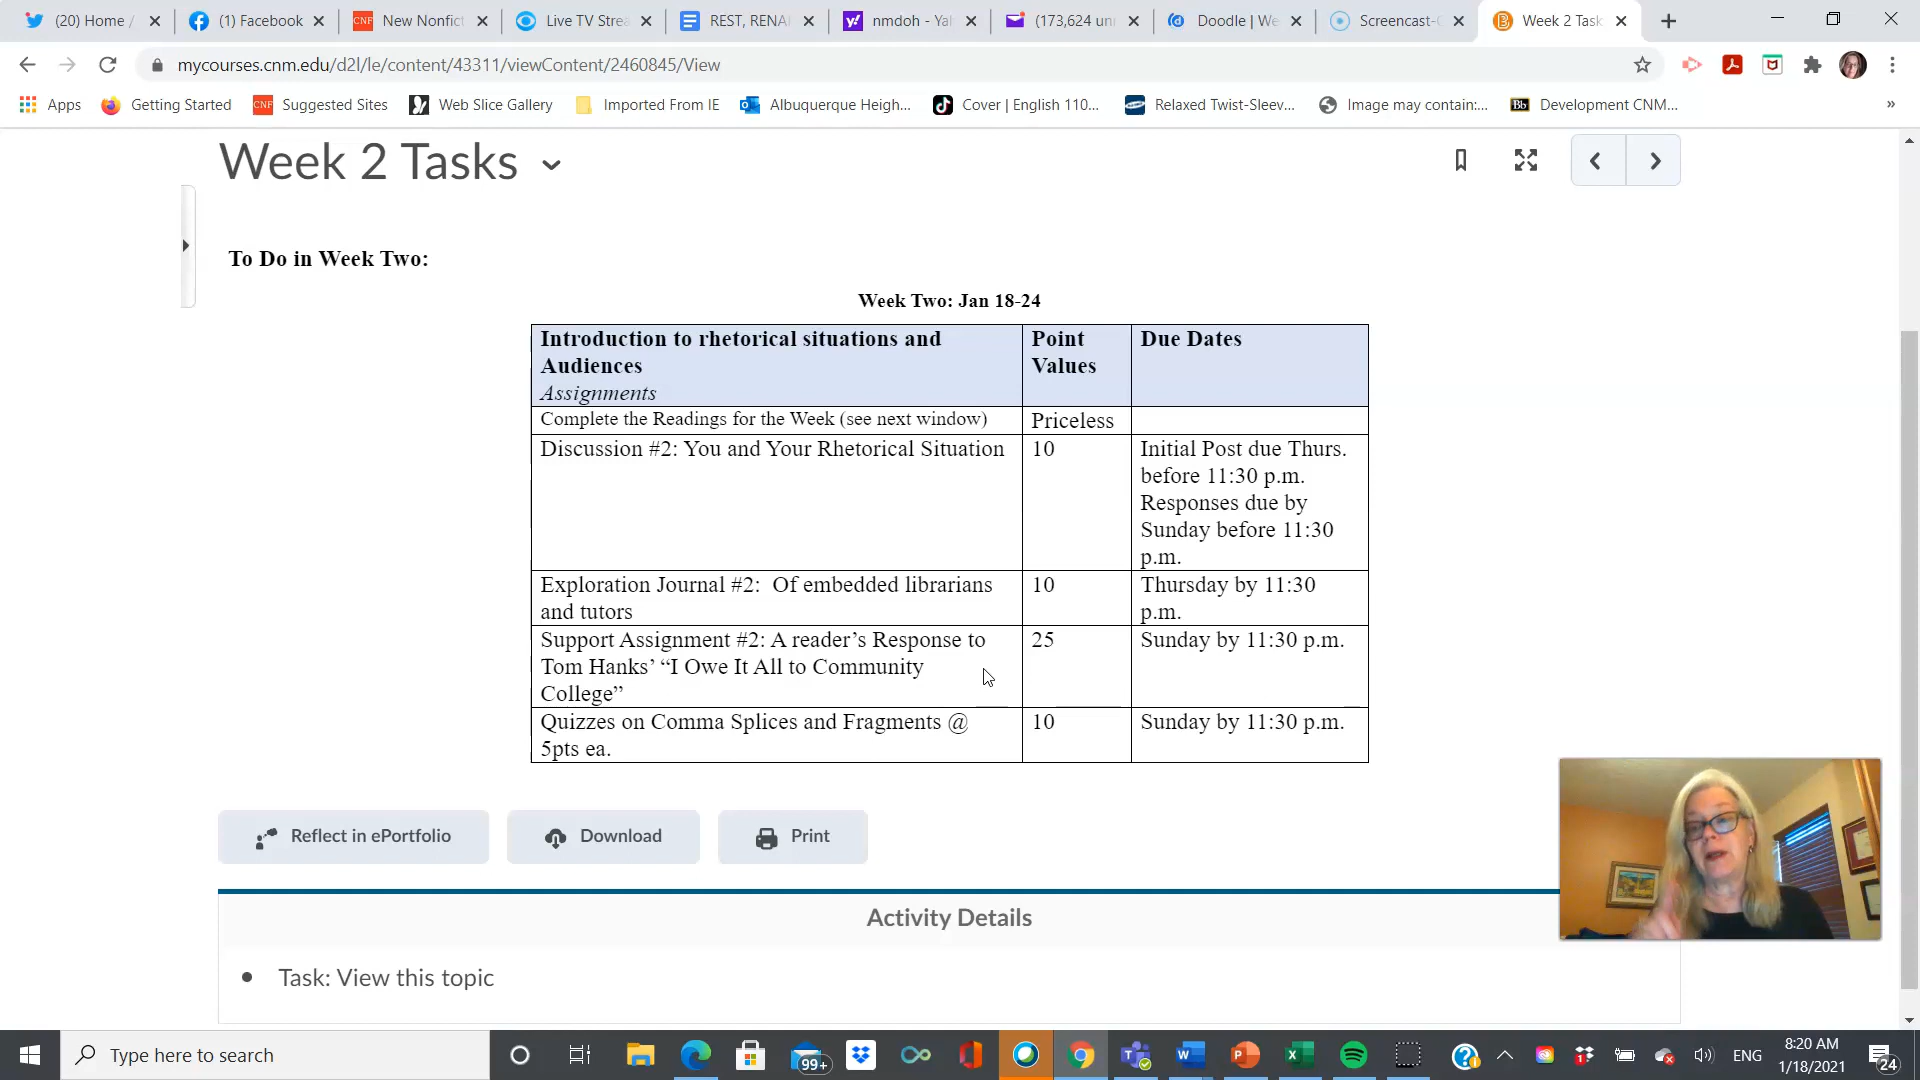 (20) Home /
(1) Facebook
New Nonfict
Live TV Strea
REST, RENA
nmdoh - Yah
(173,624 unr
Doodle | We
Screencast-O
Week 2 Task
mycourses.cnm.edu/d2l/le/content/43311/viewContent/2460845/View
Apps
Getting Started
CNF
Suggested Sites
Web Slice Gallery
Imported From IE
Albuquerque Heigh...
Cover | English 110...
Relaxed Twist-Sleev...
Image may contain:...
Bb
Development CNM...
Week 2 Tasks
To Do in Week Two:
Week Two: Jan 18-24
Introduction to rhetorical situations and
Audiences
Assignments
Point
Values
Due Dates
Complete the Readings for the Week (see next window)
Priceless
Discussion #2: You and Your Rhetorical Situation
10
Initial Post due Thurs.
before 11:30 p.m.
Responses due by
Sunday before 11:30
p.m.
Exploration Journal #2:  Of embedded librarians
and tutors
10
Thursday by 11:30
p.m.
Support Assignment #2: A reader’s Response to
Tom Hanks’ “I Owe It All to Community
College”
25
Sunday by 11:30 p.m.
Quizzes on Comma Splices and Fragments @
5pts ea.
10
Sunday by 11:30 p.m.
Reflect in ePortfolio
Download
Print
Activity Details
Task: View this topic
Type here to search
99+
ENG
8:20 AM
1/18/2021
24